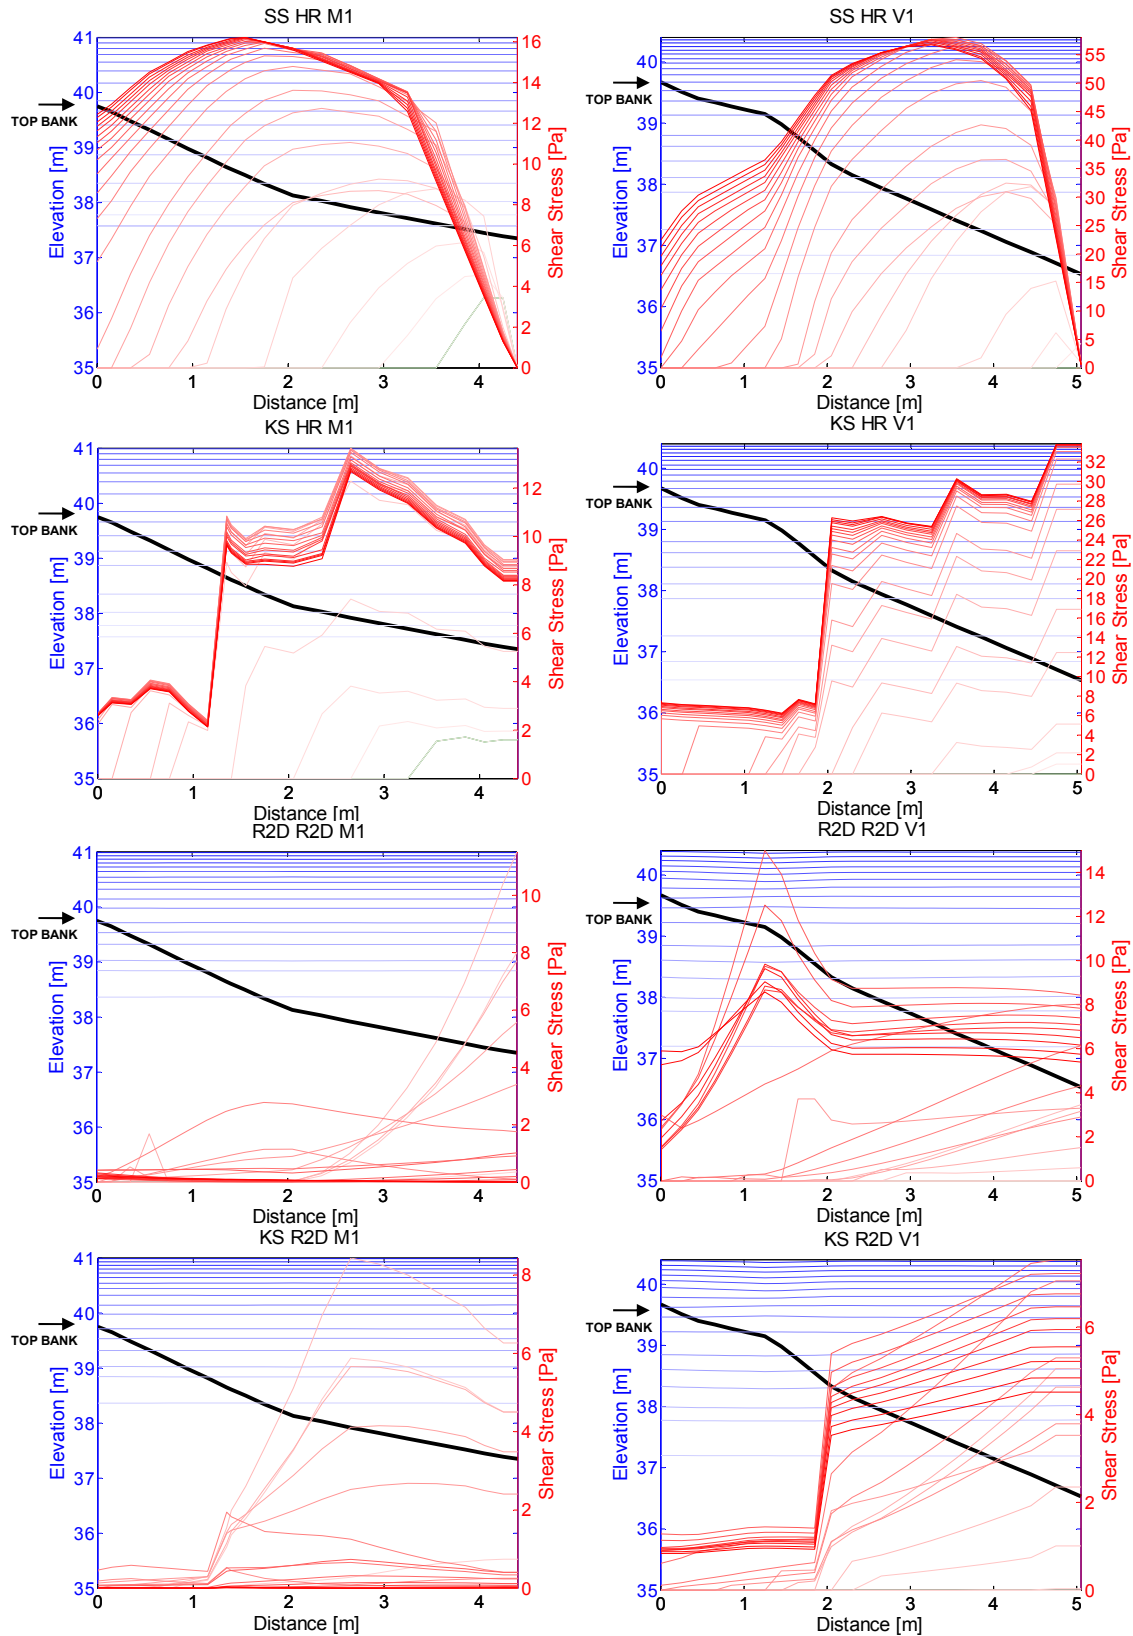 SS HR M1
41
40
39
38
37
36
35
Elevation [m]
TOP BANK
16
14
12
10
8
6
4
2
0
Shear Stress [Pa]
0 1 2 3 4
Distance [m]
SS HR V1
40
39
38
37
36
35
Elevation [m]
TOP BANK
55
50
45
40
35
30
25
20
15
10
5
0
Shear Stress [Pa]
0 1 2 3 4 5
Distance [m]
KS HR M1
41
40
39
38
37
36
35
Elevation [m]
TOP BANK
12
10
8
6
4
2
0
Shear Stress [Pa]
0 1 2 3 4
Distance [m]
KS HR V1
40
39
38
37
36
35
Elevation [m]
TOP BANK
32
30
28
26
24
22
20
18
16
14
12
10
8
6
4
2
0
Shear Stress [Pa]
0 1 2 3 4 5
Distance [m]
R2D R2D M1
41
40
39
38
37
36
35
Elevation [m]
TOP BANK
10
8
6
4
2
0
Shear Stress [Pa]
0 1 2 3 4
Distance [m]
R2D R2D V1
40
39
38
37
36
35
Elevation [m]
TOP BANK
14
12
10
8
6
4
2
0
Shear Stress [Pa]
0 1 2 3 4 5
Distance [m]
KS R2D M1
41
40
39
38
37
36
35
Elevation [m]
TOP BANK
8
6
4
2
0
Shear Stress [Pa]
0 1 2 3 4
Distance [m]
KS R2D V1
40
39
38
37
36
35
Elevation [m]
TOP BANK
6
4
2
0
Shear Stress [Pa]
0 1 2 3 4 5
Distance [m]